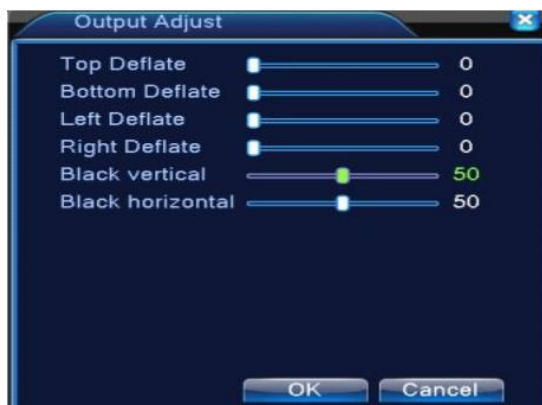 Output Adjust
Top Deflate 0
Bottom Deflate 0
Left Deflate 0
Right Deflate 0
Black vertical 50
Black horizontal 50
OK Cancel